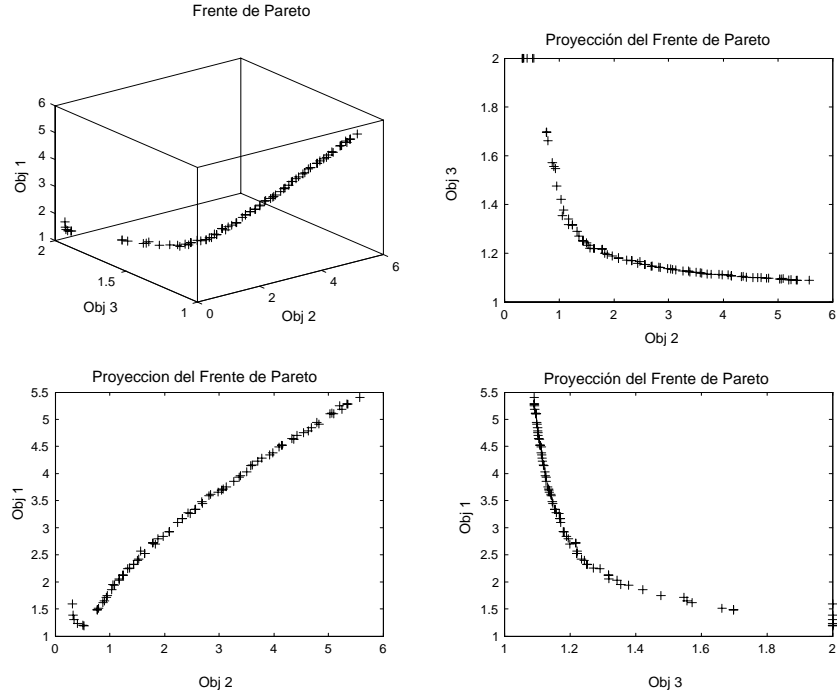 Frente de Pareto
6
5
4
3
2
1
Obj 1
2
1.5
1
Obj 3
0
2
4
6
Obj 2
Proyección del Frente de Pareto
2
1.8
1.6
1.4
1.2
1
Obj 3
0 1 2 3 4 5 6
Obj 2
Proyeccion del Frente de Pareto
5.5
5
4.5
4
3.5
3
2.5
2
1.5
1
Obj 1
0 1 2 3 4 5 6
Obj 2
Proyección del Frente de Pareto
5.5
5
4.5
4
3.5
3
2.5
2
1.5
1
Obj 1
1 1.2 1.4 1.6 1.8 2
Obj 3